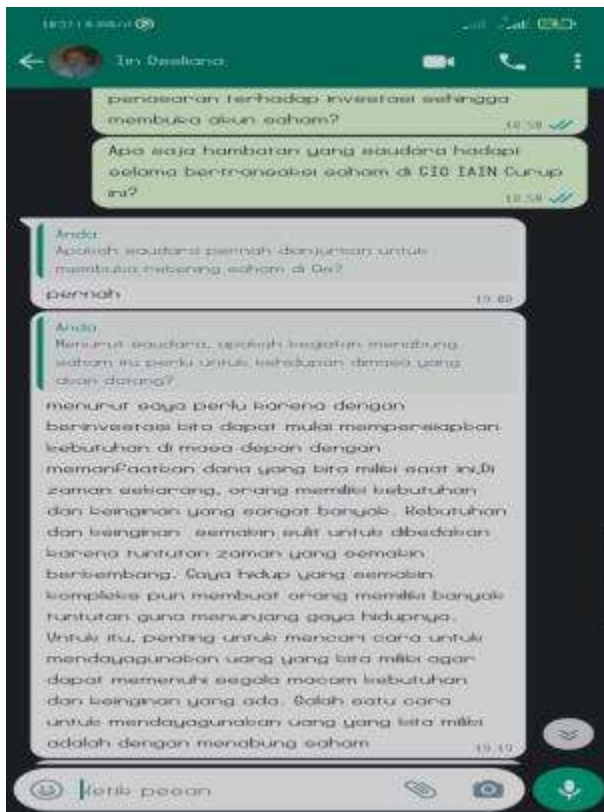 Iin Desliana
penasaran terhadap investasi sehingga
membuka akun saham?
18.58
Apa saja hambatan yang saudara hadapi
selama bertransaksi saham di GIG IAIN Curup
ini?
18.58
Anda
Apakah saudara pernah dianjurkan untuk
membuka rekening saham di
pernah
19.00
Anda
Menurut saudara, apakah kegiatan menabung
saham itu perlu untuk kehidupan dimasa yang
akan datang?
menurut saya perlu karena dengan
berinvestasi kita dapat mulai mempersiapkan
kebutuhan di masa depan dengan
memanfaatkan dana yang kita miliki saat ini,Di
zaman sekarang, orang memiliki kebutuhan
dan keinginan yang sangat banyak. Kebutuhan
dan keinginan semakin sulit untuk dibedakan
karena tuntutan zaman yang semakin
berkembang. Gaya hidup yang semakin
kompleks pun membuat orang memiliki banyak
tuntutan guna menunjang gaya hidupnya.
Untuk itu, penting untuk mencari cara untuk
mendayagunakan uang yang kita miliki agar
dapat memenuhi segala macam kebutuhan
dan keinginan yang ada. Salah satu cara
untuk mendayagunakan uang yang kita miliki
adalah dengan menabung saham
19.19
Ketik pesan